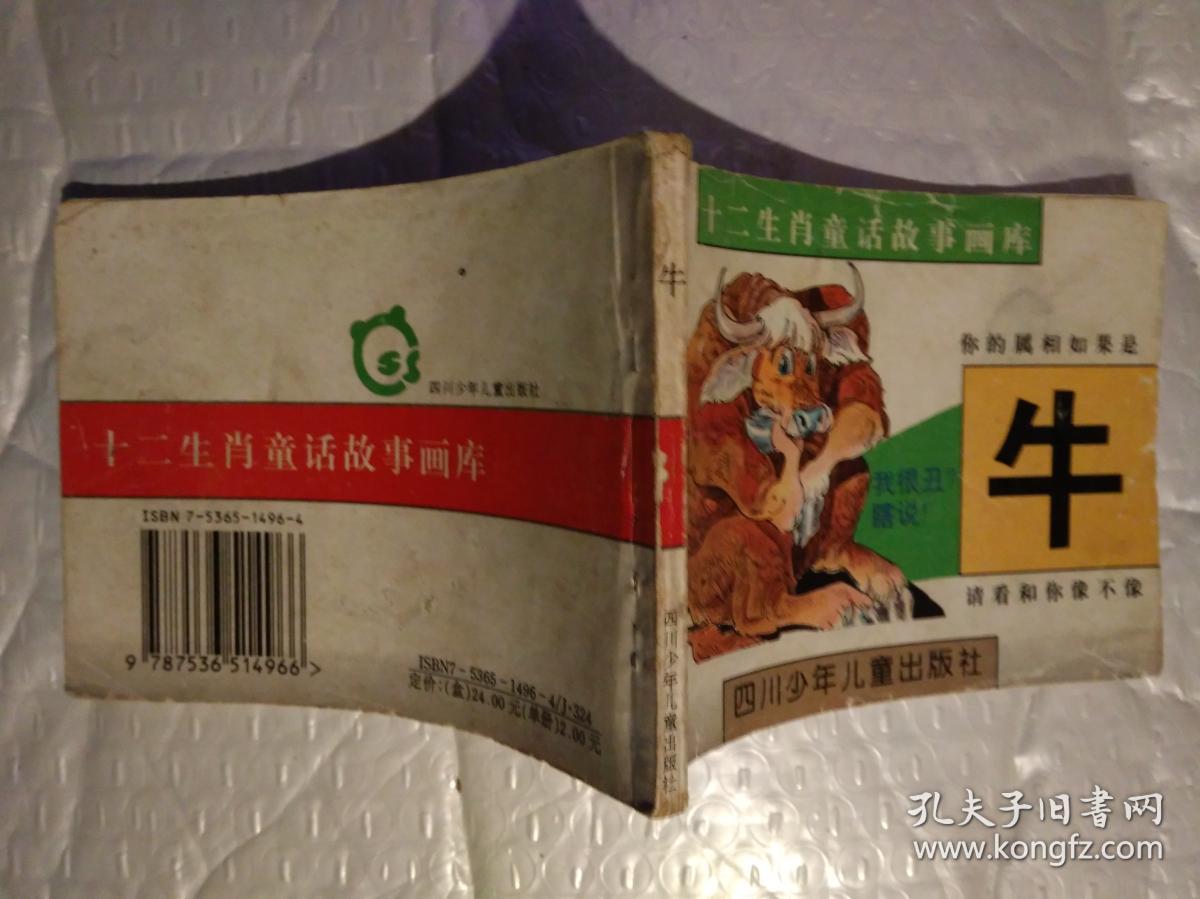 十二生肖童话故事画库
你的属相如果是
牛
我很丑?
瞎说!
请看和你像不像
四川少年儿童出版社
牛
四川少年儿童出版社
四川少年儿童出版社
十二生肖童话故事画库
ISBN 7-5365-1496-4
9 787536 514966 >
ISBN7-5365-1496-4/J·324
定价:(盒)24.00元(单册)2.00元
孔夫子旧书网
www.kongfz.com